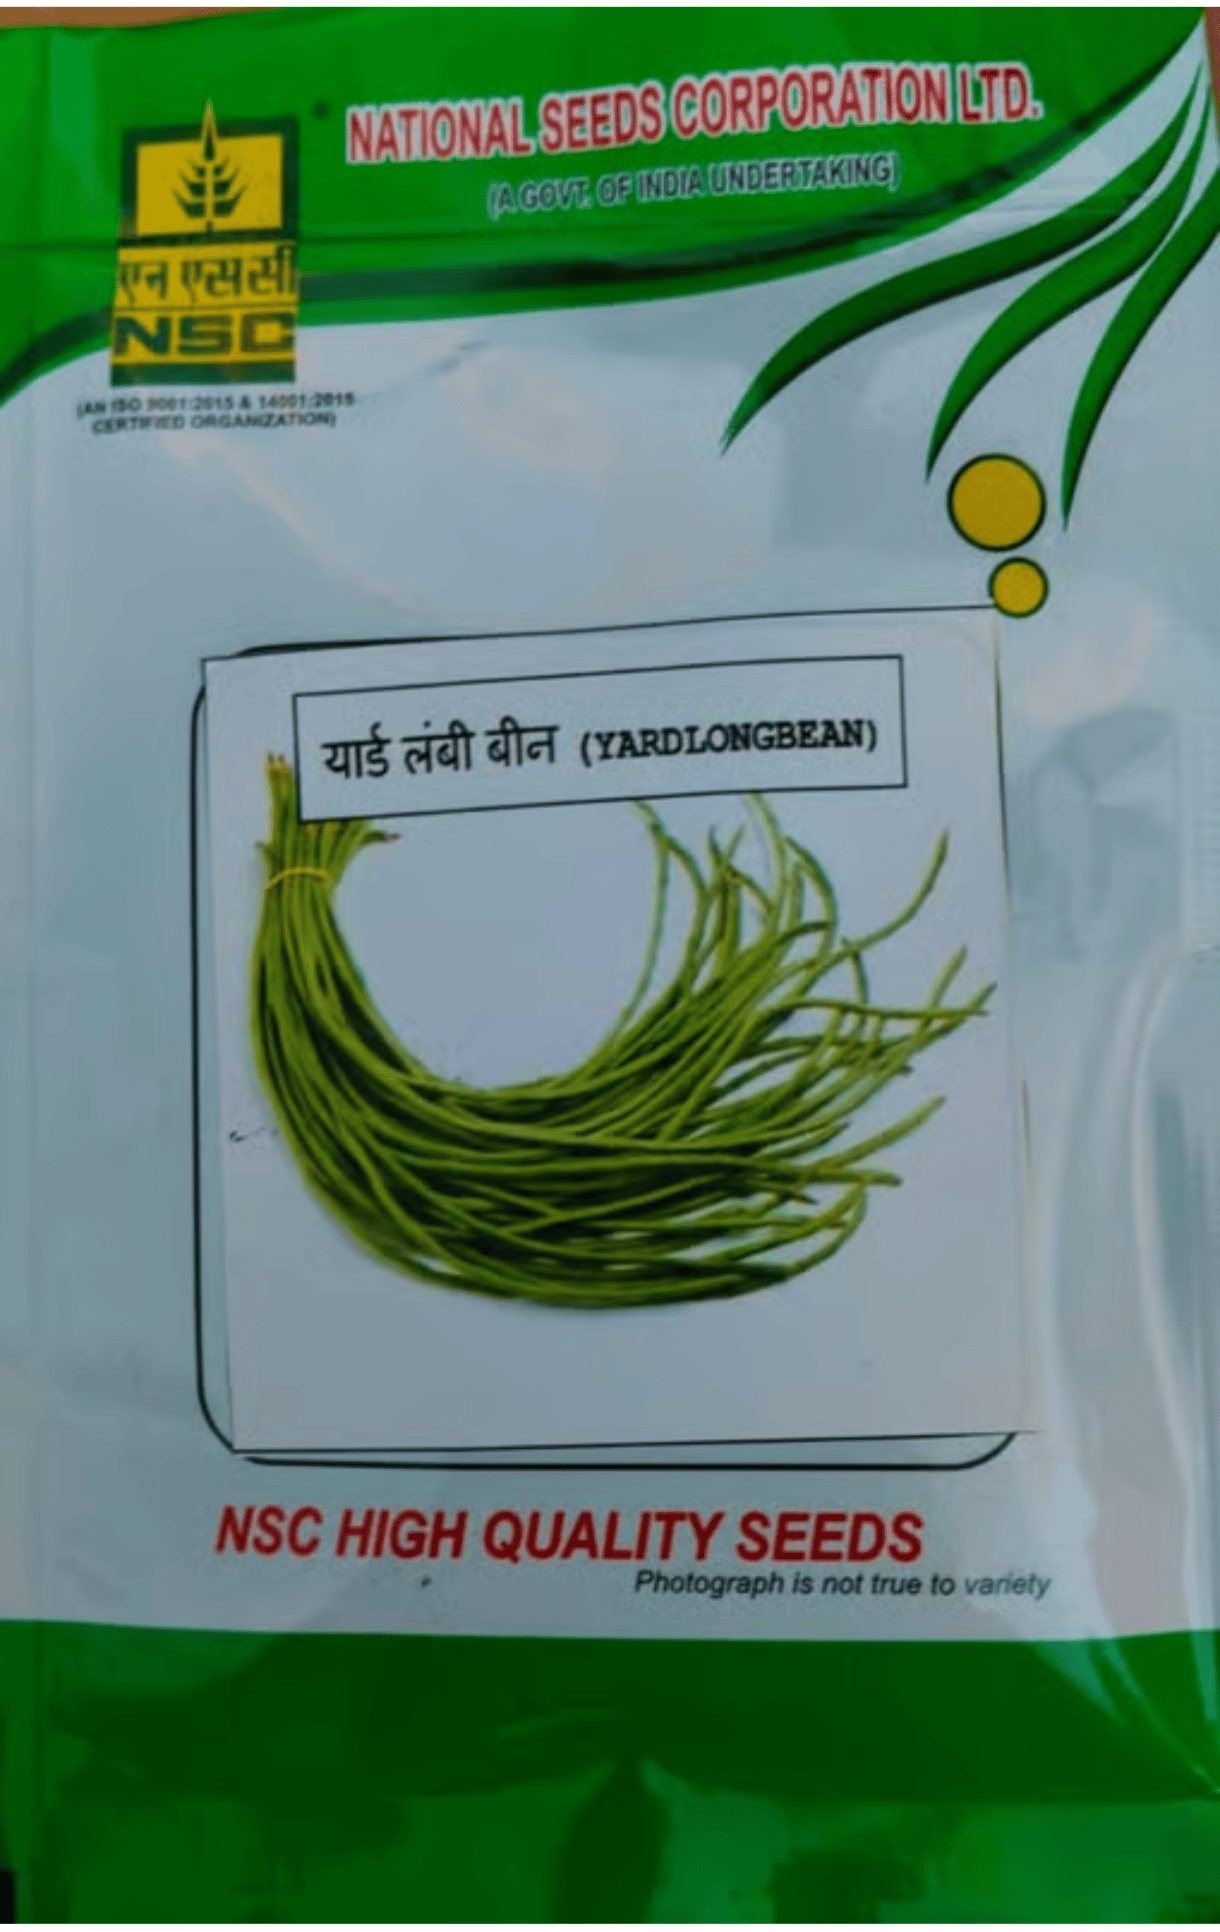 NATIONAL SEEDS CORPORATION LTD.
(A GOVT. OF INDIA UNDERTAKING)
एन एस सी
NSC
(AN ISO 9001:2015 & 14001:2015
CERTIFIED ORGANIZATION)
यार्ड लंबी बीन (YARDLONGBEAN)
NSC HIGH QUALITY SEEDS
Photograph is not true to variety